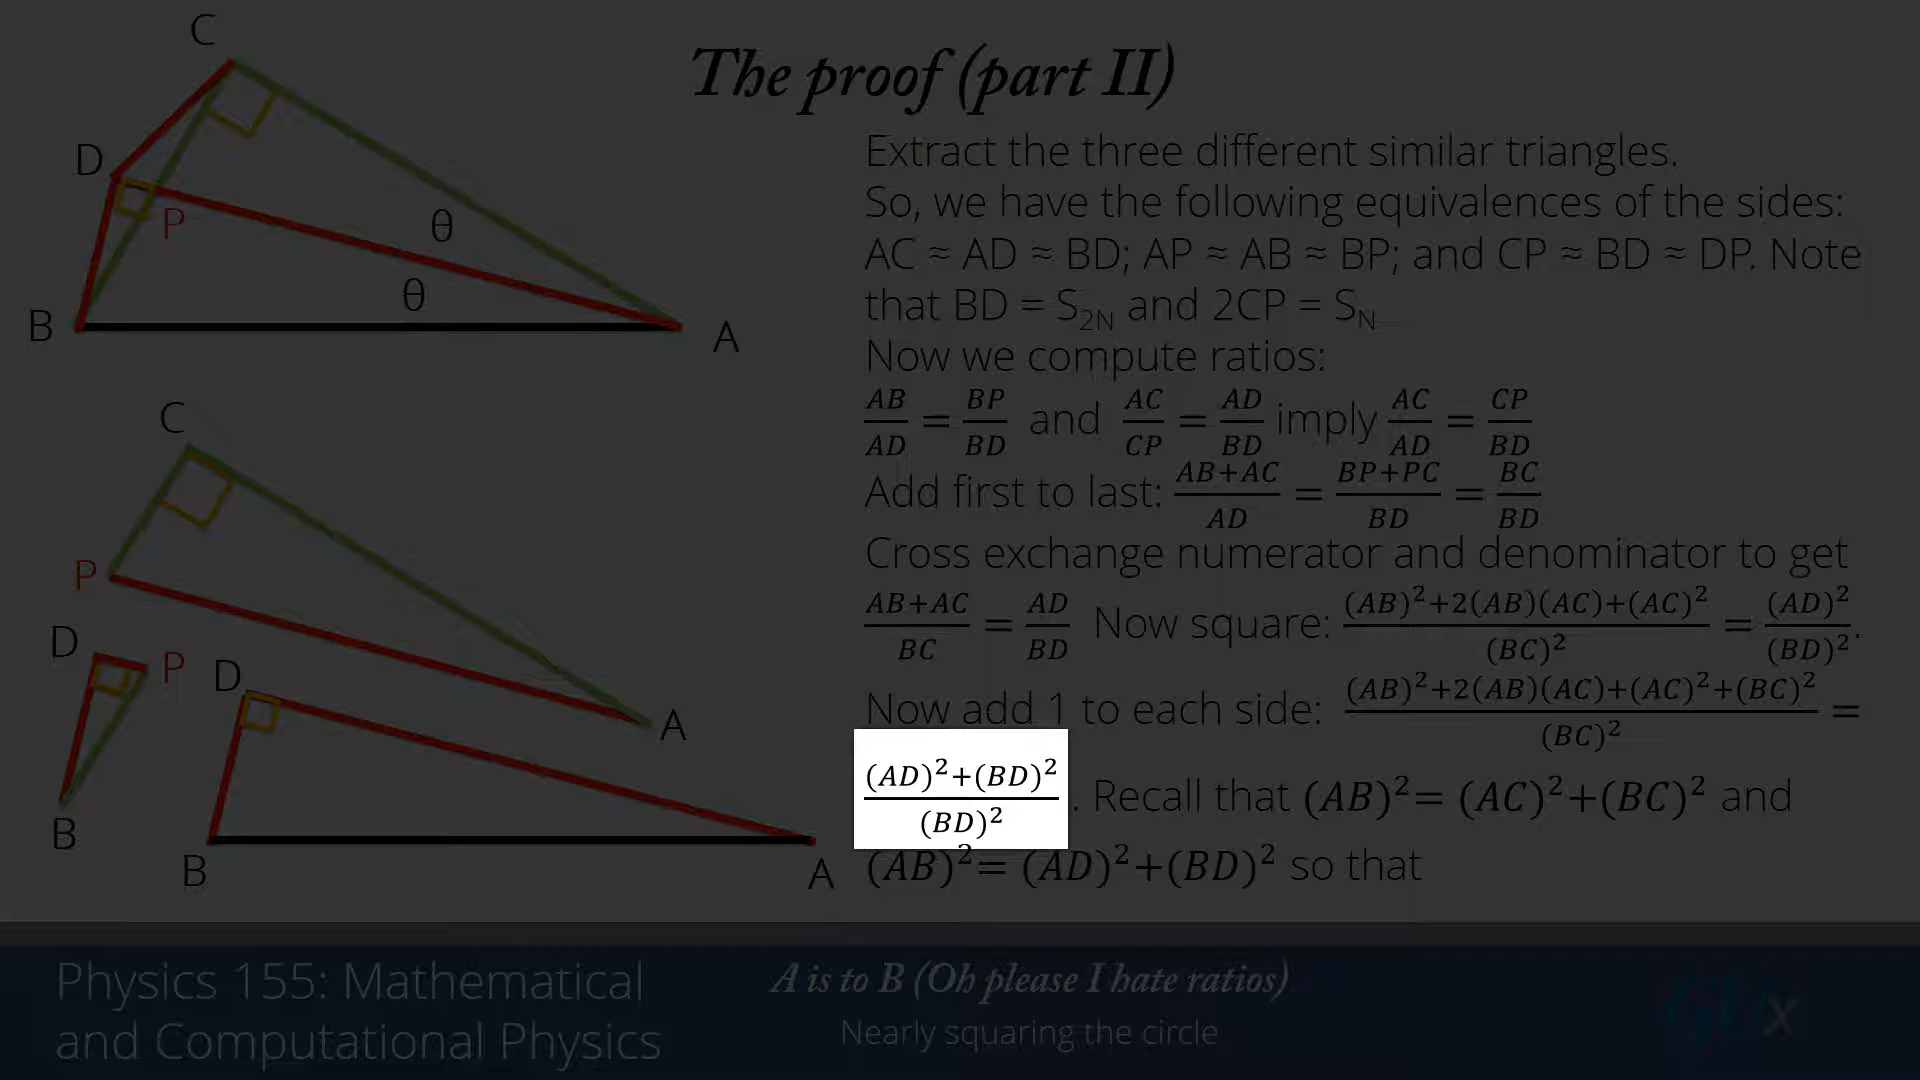 The proof (part II)
C
D
P
θ
θ
B
A
C
P
D
P
D
A
B
B
A
Extract the three different similar triangles.
So, we have the following equivalences of the sides:
AC ≈ AD ≈ BD; AP ≈ AB ≈ BP; and CP ≈ BD ≈ DP. Note
that BD = S_{2N} and 2CP = S_N
Now we compute ratios:
AB/AD = BP/BD and AC/CP = AD/BD imply AC/AD = CP/BD
Add first to last: (AB+AC)/AD = (BP+PC)/BD = BC/BD
Cross exchange numerator and denominator to get
(AB+AC)/BC = AD/BD Now square: ((AB)²+2(AB)(AC)+(AC)²)/(BC)² = (AD)²/(BD)².
Now add 1 to each side: ((AB)²+2(AB)(AC)+(AC)²+(BC)²)/(BC)² =
((AD)²+(BD)²)/(BD)² . Recall that (AB)²= (AC)²+(BC)² and
(AB)²= (AD)²+(BD)² so that
Physics 155: Mathematical
and Computational Physics
A is to B (Oh please I hate ratios)
Nearly squaring the circle
GUx